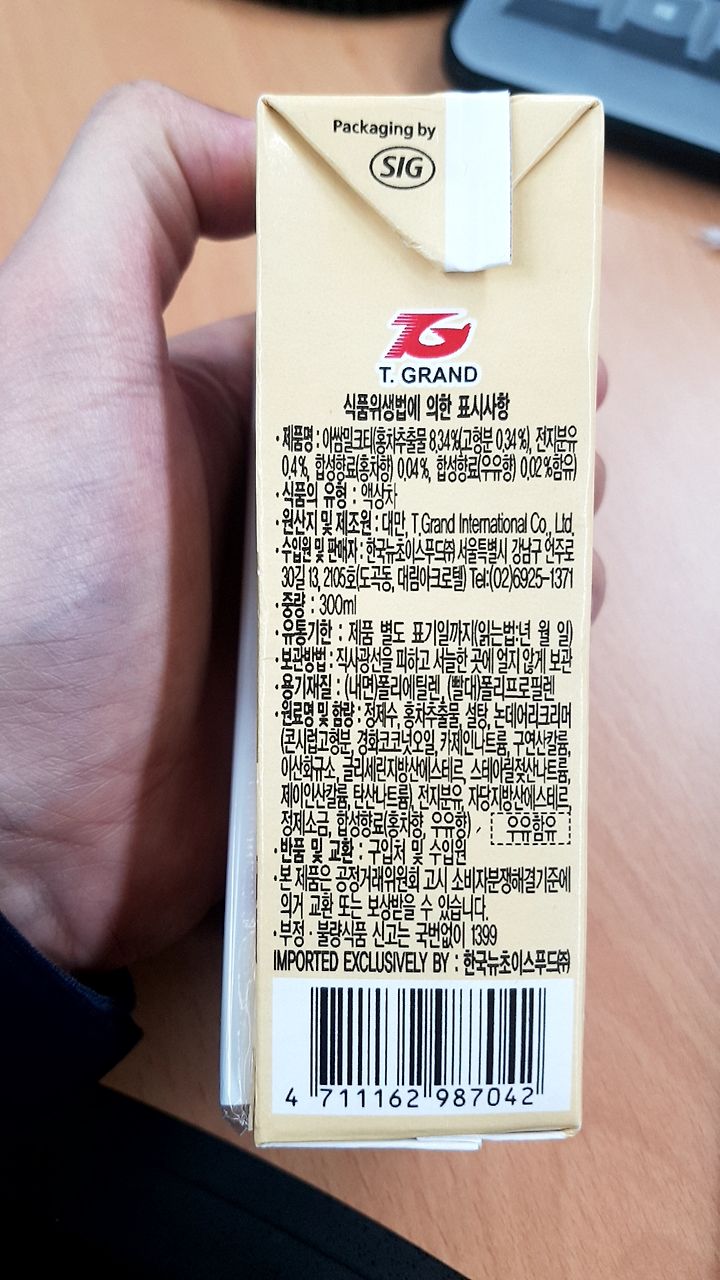 Packaging by
SIG
TG
T. GRAND
식품위생법에 의한 표시사항
·제품명 : 아쌈밀크티(홍차추출물 8.34%(고형분 0.34%), 전지분유
0.4%, 합성향료(홍차향) 0.04%, 합성향료(우유향) 0.02%함유)
·식품의 유형 : 액상차
·원산지 및 제조원 : 대만, T.Grand International Co., Ltd.
·수입원 및 판매자 : 한국뉴초이스푸드㈜ 서울특별시 강남구 언주로
30길 13, 2105호(도곡동, 대림아크로텔) Tel:(02)6925-1371
·중량 : 300ml
·유통기한 : 제품 별도 표기일까지(읽는법:년 월 일)
·보관방법 : 직사광선을 피하고 서늘한 곳에 얼지 않게 보관
·용기재질 : (내면)폴리에틸렌, (빨대)폴리프로필렌
·원료명 및 함량 : 정제수, 홍차추출물, 설탕, 논데어리크리머
(콘시럽고형분, 경화코코넛오일, 카제인나트륨, 구연산칼륨,
이산화규소, 글리세린지방산에스테르, 스테아릴젖산나트륨,
제이인산칼륨, 탄산나트륨), 전지분유, 자당지방산에스테르,
정제소금, 합성향료(홍차향, 우유향) 우유함유
·반품 및 교환 : 구입처 및 수입원
·본 제품은 공정거래위원회 고시 소비자분쟁해결기준에
의거 교환 또는 보상받을 수 있습니다.
·부정·불량식품 신고는 국번없이 1399
IMPORTED EXCLUSIVELY BY : 한국뉴초이스푸드㈜
4 711162 987042